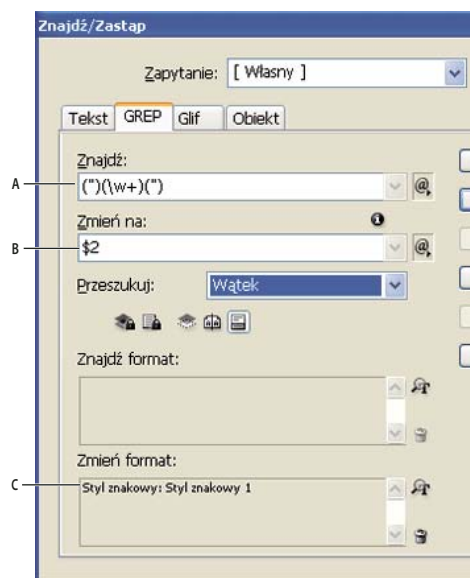 Znajdź/Zastąp
Zapytanie: [ Własny ]
Tekst GREP Glif Obiekt
Znajdź:
A
(")(\w+)(")
Zmień na:
B
$2
Przeszukuj: Wątek
Znajdź format:
Zmień format:
C
Styl znakowy: Styl znakowy 1